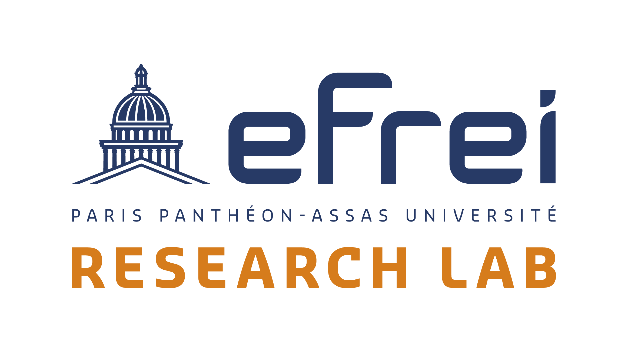 efrei
PARIS PANTHÉON-ASSAS UNIVERSITÉ
RESEARCH LAB